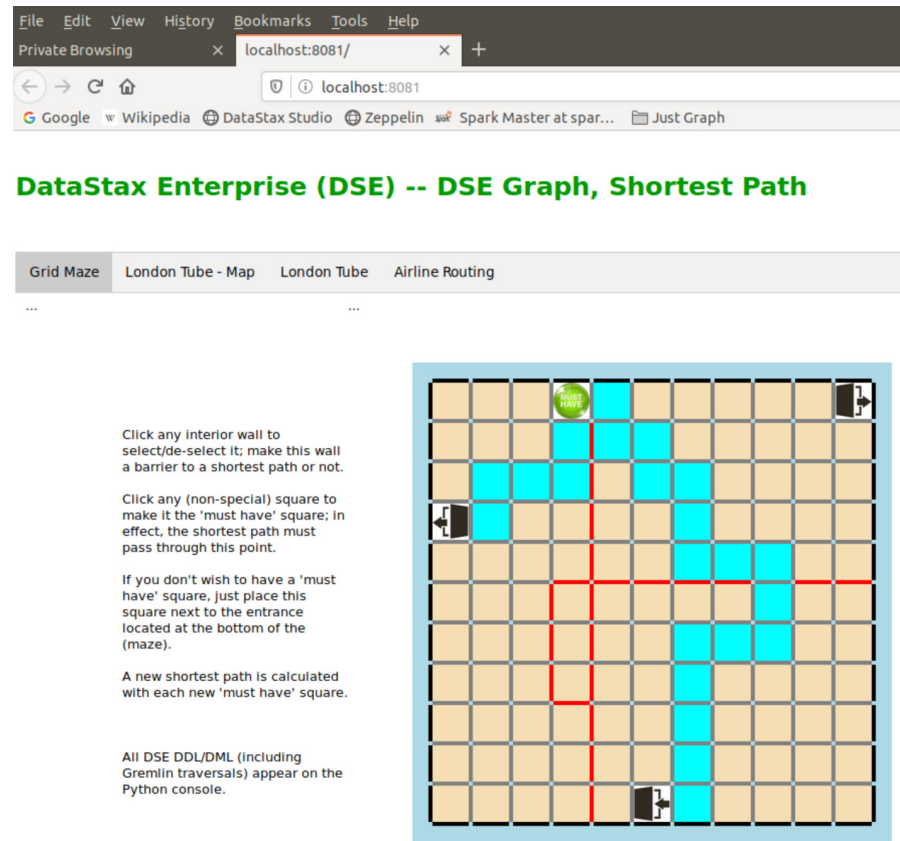 File Edit View History Bookmarks Tools Help
Private Browsing × localhost:8081/ × +
localhost:8081
Google Wikipedia DataStax Studio Zeppelin Spark Master at spar... Just Graph
DataStax Enterprise (DSE) -- DSE Graph, Shortest Path
Grid Maze London Tube - Map London Tube Airline Routing
... ...
MUST
HAVE
Click any interior wall to
select/de-select it; make this wall
a barrier to a shortest path or not.
Click any (non-special) square to
make it the 'must have' square; in
effect, the shortest path must
pass through this point.
If you don't wish to have a 'must
have' square, just place this
square next to the entrance
located at the bottom of the
(maze).
A new shortest path is calculated
with each new 'must have' square.
All DSE DDL/DML (including
Gremlin traversals) appear on the
Python console.